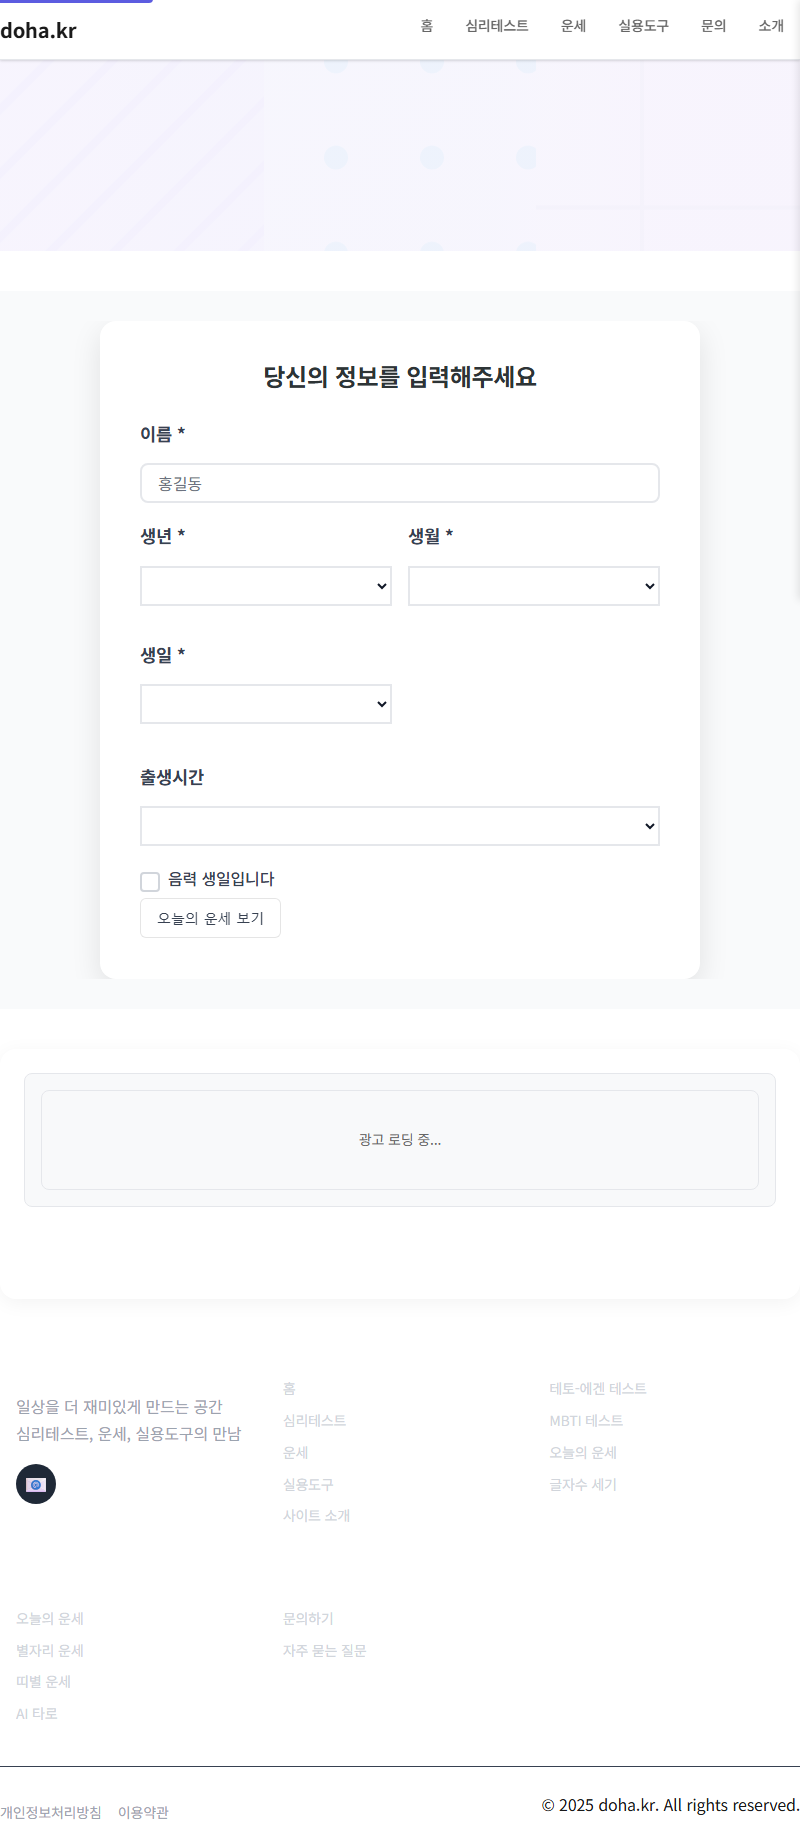 doha.kr
홈 심리테스트 운세 실용도구 문의 소개
당신의 정보를 입력해주세요
이름 *
홍길동
생년 * 생월 *
생일 *
출생시간
음력 생일입니다
오늘의 운세 보기
광고 로딩 중...
일상을 더 재미있게 만드는 공간
심리테스트, 운세, 실용도구의 만남
홈
심리테스트
운세
실용도구
사이트 소개
테토-에겐 테스트
MBTI 테스트
오늘의 운세
글자수 세기
오늘의 운세
별자리 운세
띠별 운세
AI 타로
문의하기
자주 묻는 질문
개인정보처리방침 이용약관
© 2025 doha.kr. All rights reserved.